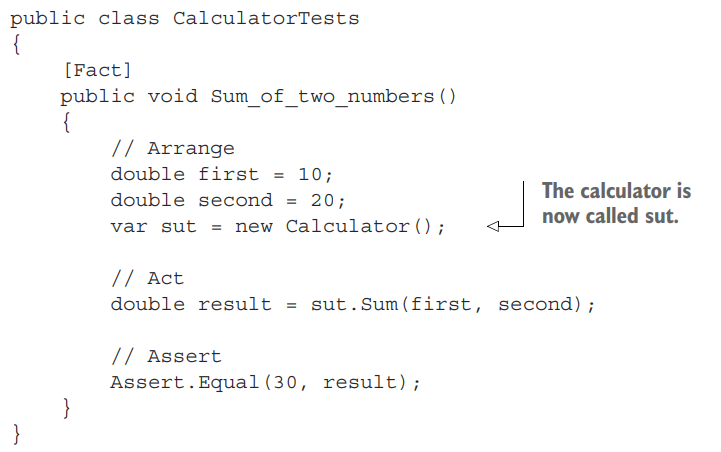 public class CalculatorTests
{
[Fact]
public void Sum_of_two_numbers()
{
// Arrange
double first = 10;
double second = 20;
var sut = new Calculator();
The calculator is
now called sut.
// Act
double result = sut.Sum(first, second);
// Assert
Assert.Equal(30, result);
}
}